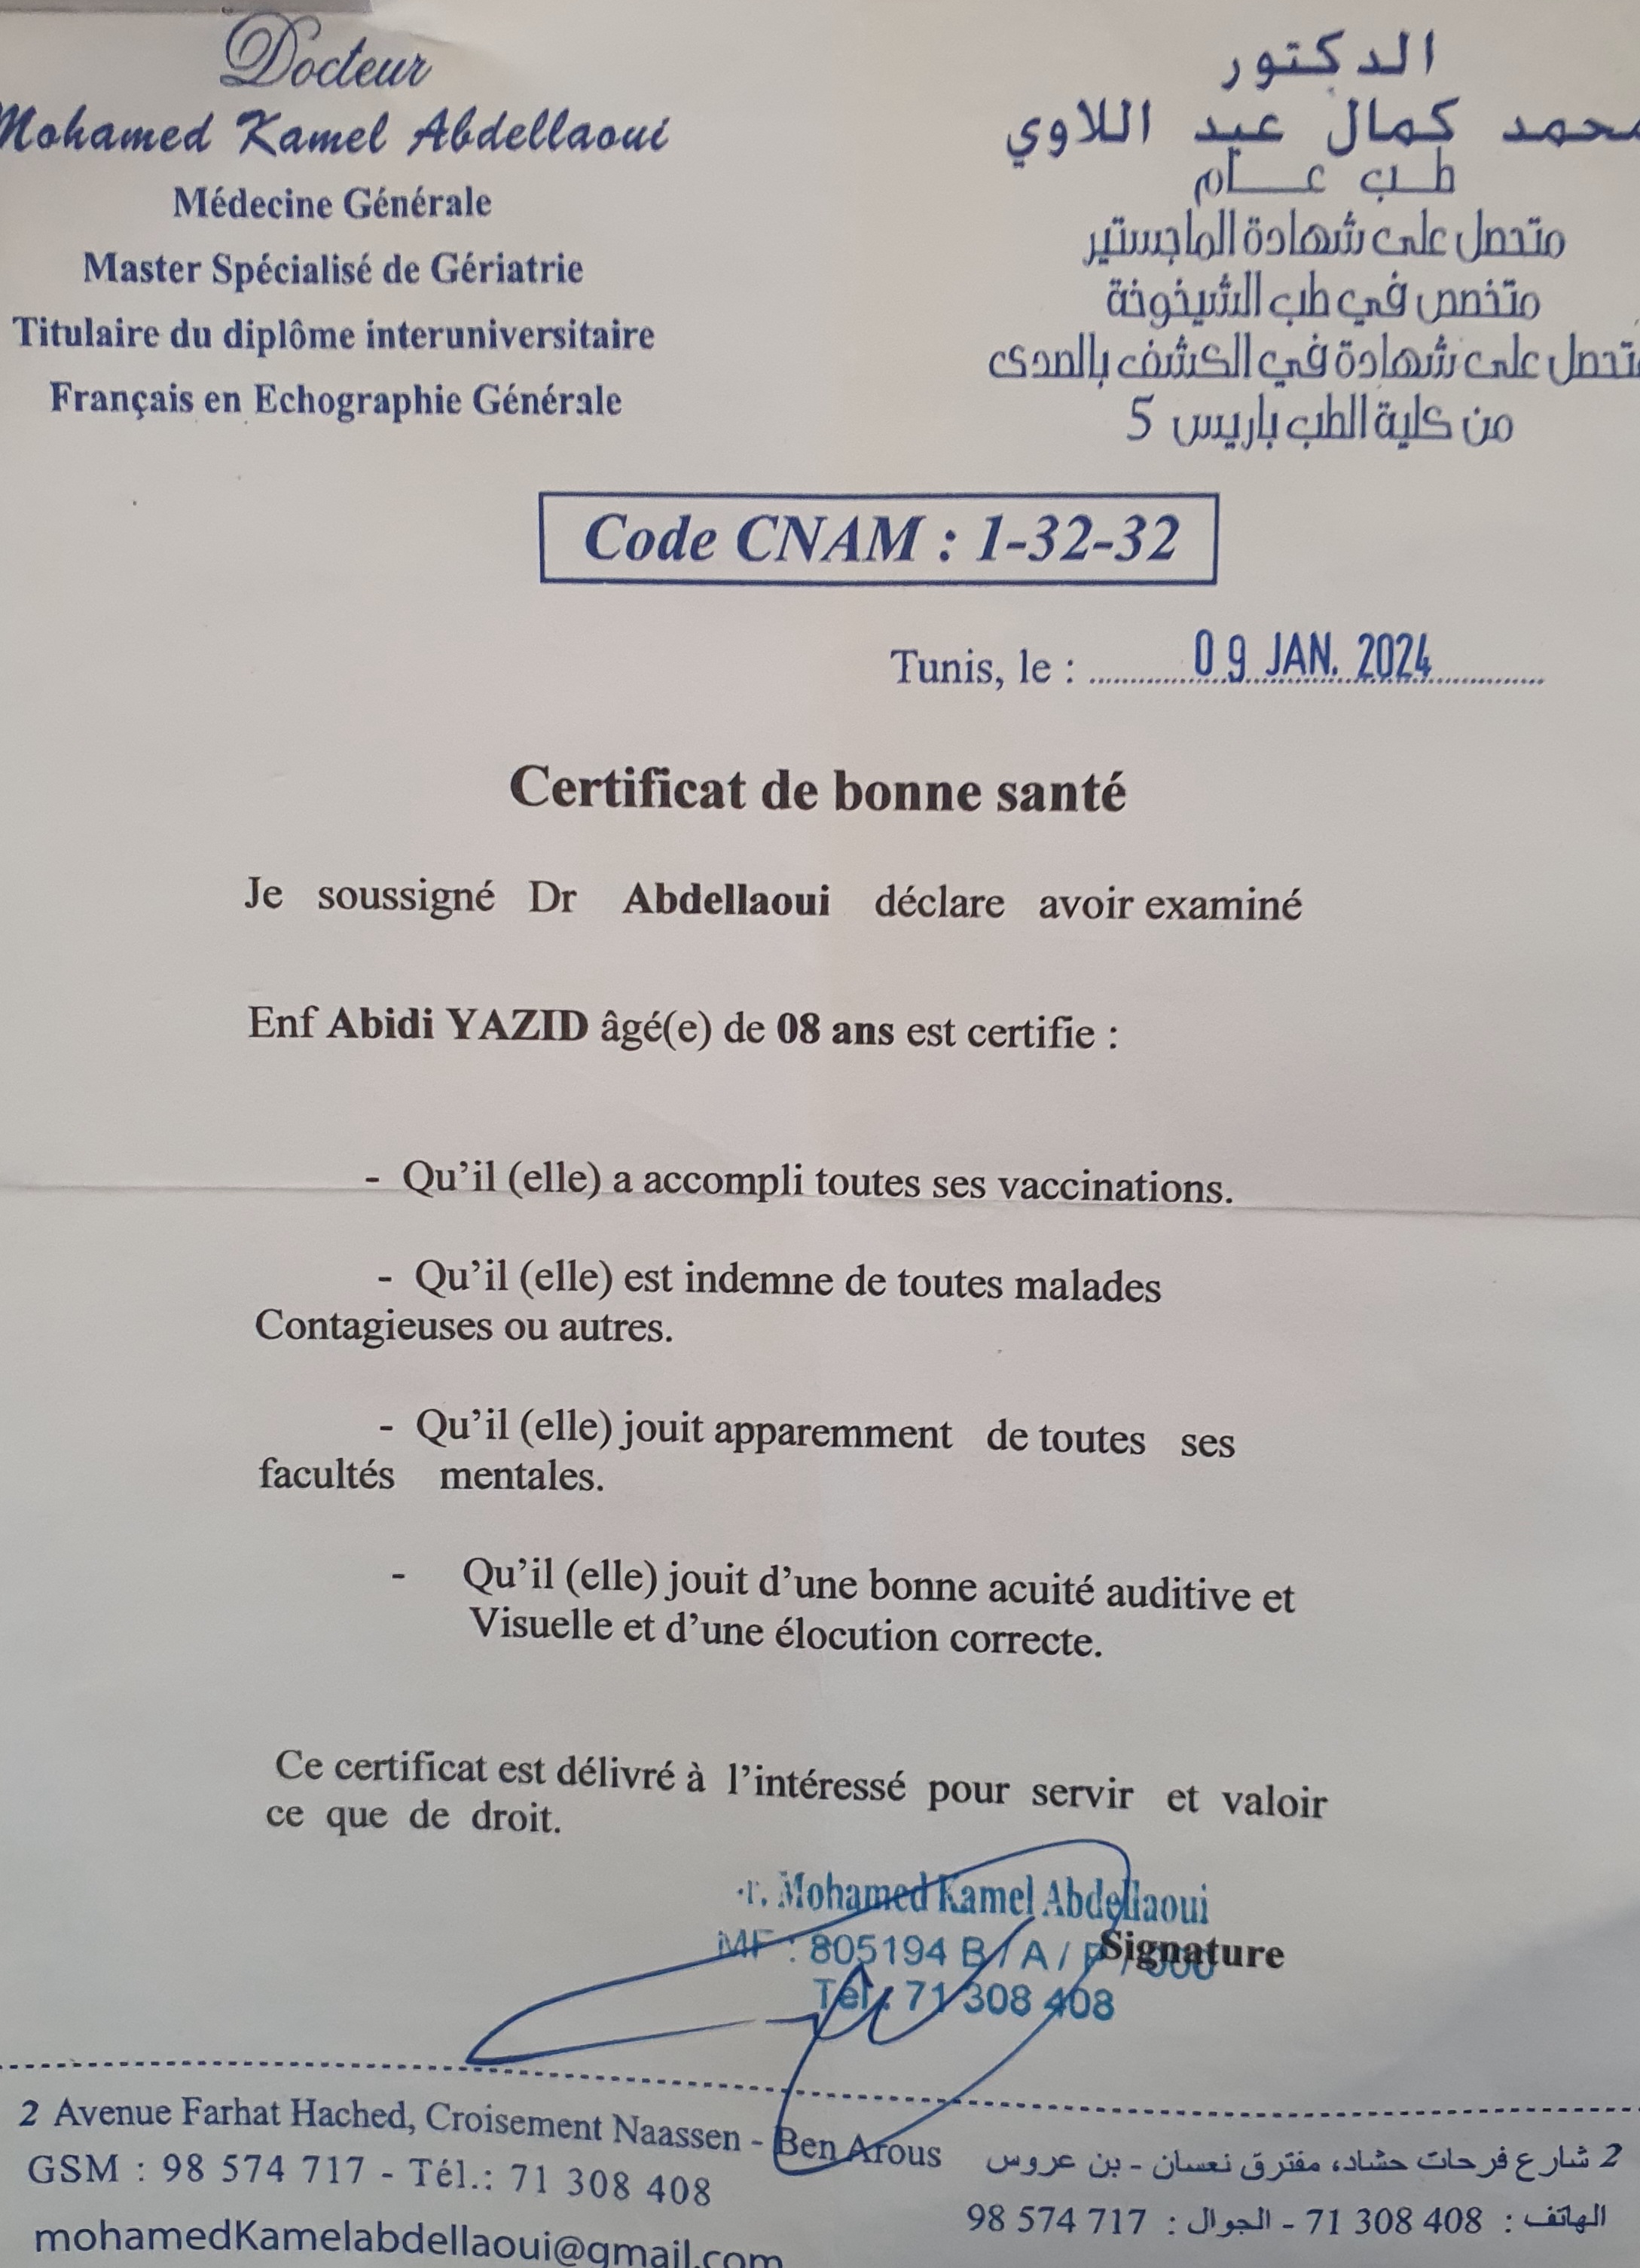 Docteur
Mohamed Kamel Abdellaoui
Médecine Générale
Master Spécialisé de Gériatrie
Titulaire du diplôme interuniversitaire
Français en Echographie Générale
الدكتور
محمد كمال عبد اللاوي
طب عام
متحصل على شهادة الماجستير
متخصص في طب الشيخوخة
متحصل على شهادة في الكشف بالصدى
من كلية الطب باريس 5
Code CNAM : 1-32-32
Tunis, le : 09 JAN. 2024
Certificat de bonne santé
Je soussigné Dr Abdellaoui déclare avoir examiné
Enf Abidi YAZID âgé(e) de 08 ans est certifie :
- Qu’il (elle) a accompli toutes ses vaccinations.
- Qu’il (elle) est indemne de toutes malades
Contagieuses ou autres.
- Qu’il (elle) jouit apparemment de toutes ses
facultés mentales.
- Qu’il (elle) jouit d’une bonne acuité auditive et
Visuelle et d’une élocution correcte.
Ce certificat est délivré à l’intéressé pour servir et valoir
ce que de droit.
r. Mohamed Kamel Abdellaoui
MF : 805194 B / A / P / 000
Signature
Tél : 71 308 408
2 Avenue Farhat Hached, Croisement Naassen - Ben Arous
GSM : 98 574 717 - Tél.: 71 308 408
mohamedKamelabdellaoui@gmail.com
2 شارع فرحات حشاد، مفترق نعسان - بن عروس
الهاتف : 71 308 408 - الجوال : 98 574 717